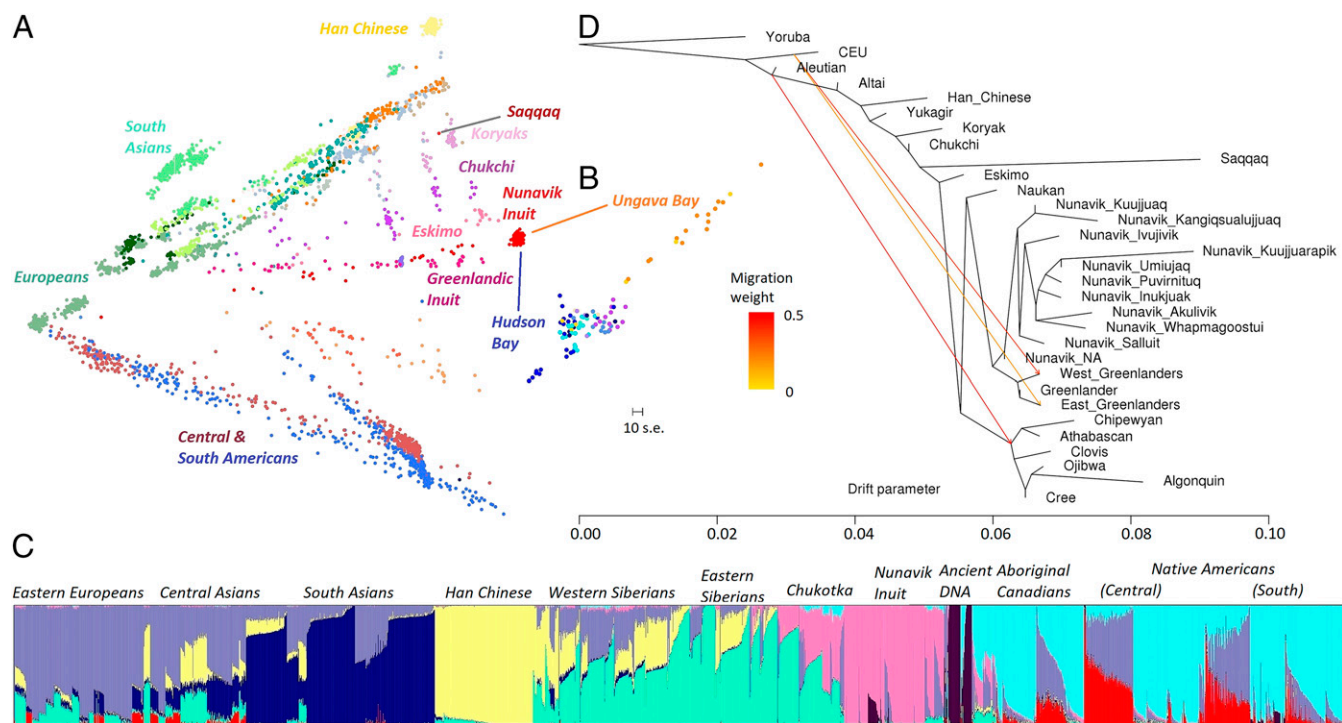 A
Han Chinese
South
Asians
Saqqaq
Koryaks
Chukchi
Nunavik
Inuit
Eskimo
Greenlandic
Inuit
Europeans
Hudson
Bay
Central &
South Americans
B
Ungava Bay
10 s.e.
D
Migration
weight
0.5
0
Yoruba
CEU
Aleutian
Altai
Han_Chinese
Yukagir
Koryak
Chukchi
Saqqaq
Eskimo
Naukan
Nunavik_Kuujjuaq
Nunavik_Kangiqsualujjuaq
Nunavik_Ivujivik
Nunavik_Kuujjuarapik
Nunavik_Umiujaq
Nunavik_Puvirnituq
Nunavik_Inukjuak
Nunavik_Akulivik
Nunavik_Whapmagoostui
Nunavik_Salluit
Nunavik_NA
West_Greenlanders
Greenlander
East_Greenlanders
Chipewyan
Athabascan
Clovis
Ojibwa
Algonquin
Cree
Drift parameter
0.00 0.02 0.04 0.06 0.08 0.10
C
Eastern Europeans
Central Asians
South Asians
Han Chinese
Western Siberians
Eastern
Siberians
Chukotka
Nunavik
Inuit
Ancient
DNA
Aboriginal
Canadians
Native Americans
(Central)
(South)